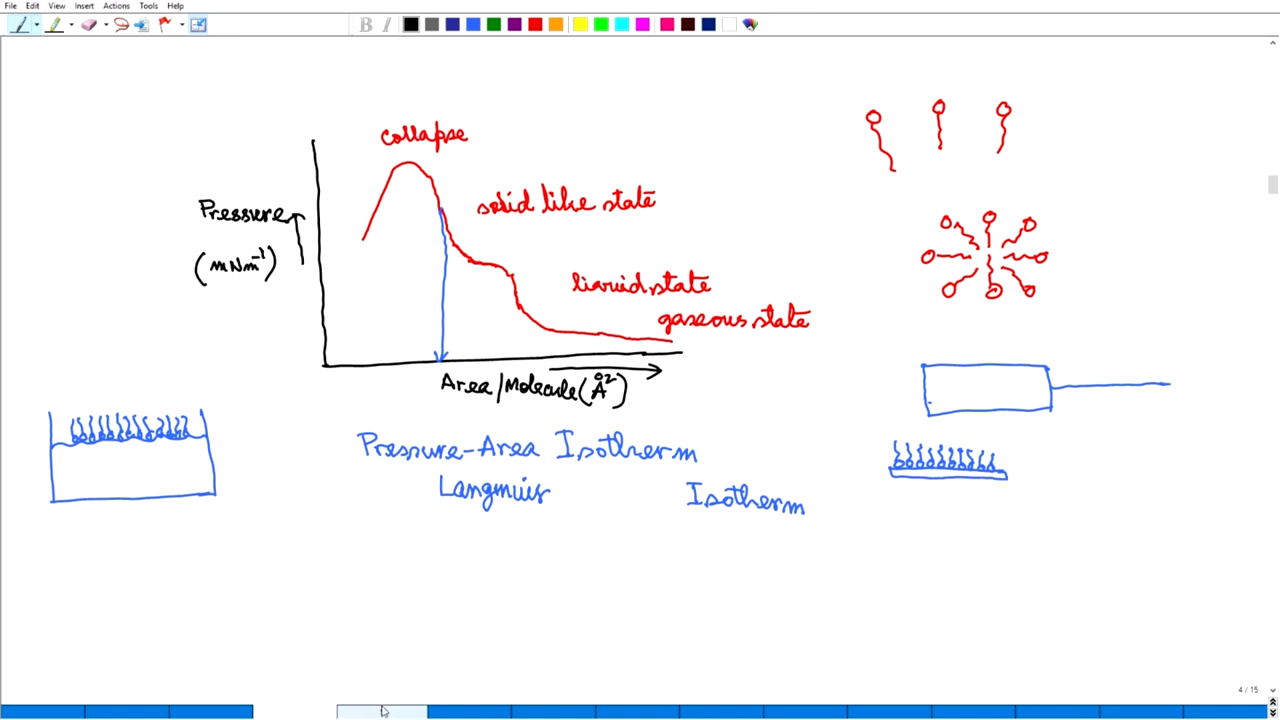 File Edit View Insert Actions Tools Help
B I
collapse
Pressure
(mNm⁻¹)
solid like state
liquid state
gaseous state
Area/Molecule(Å²)
Pressure-Area Isotherm
Langmuir Isotherm
4 / 15